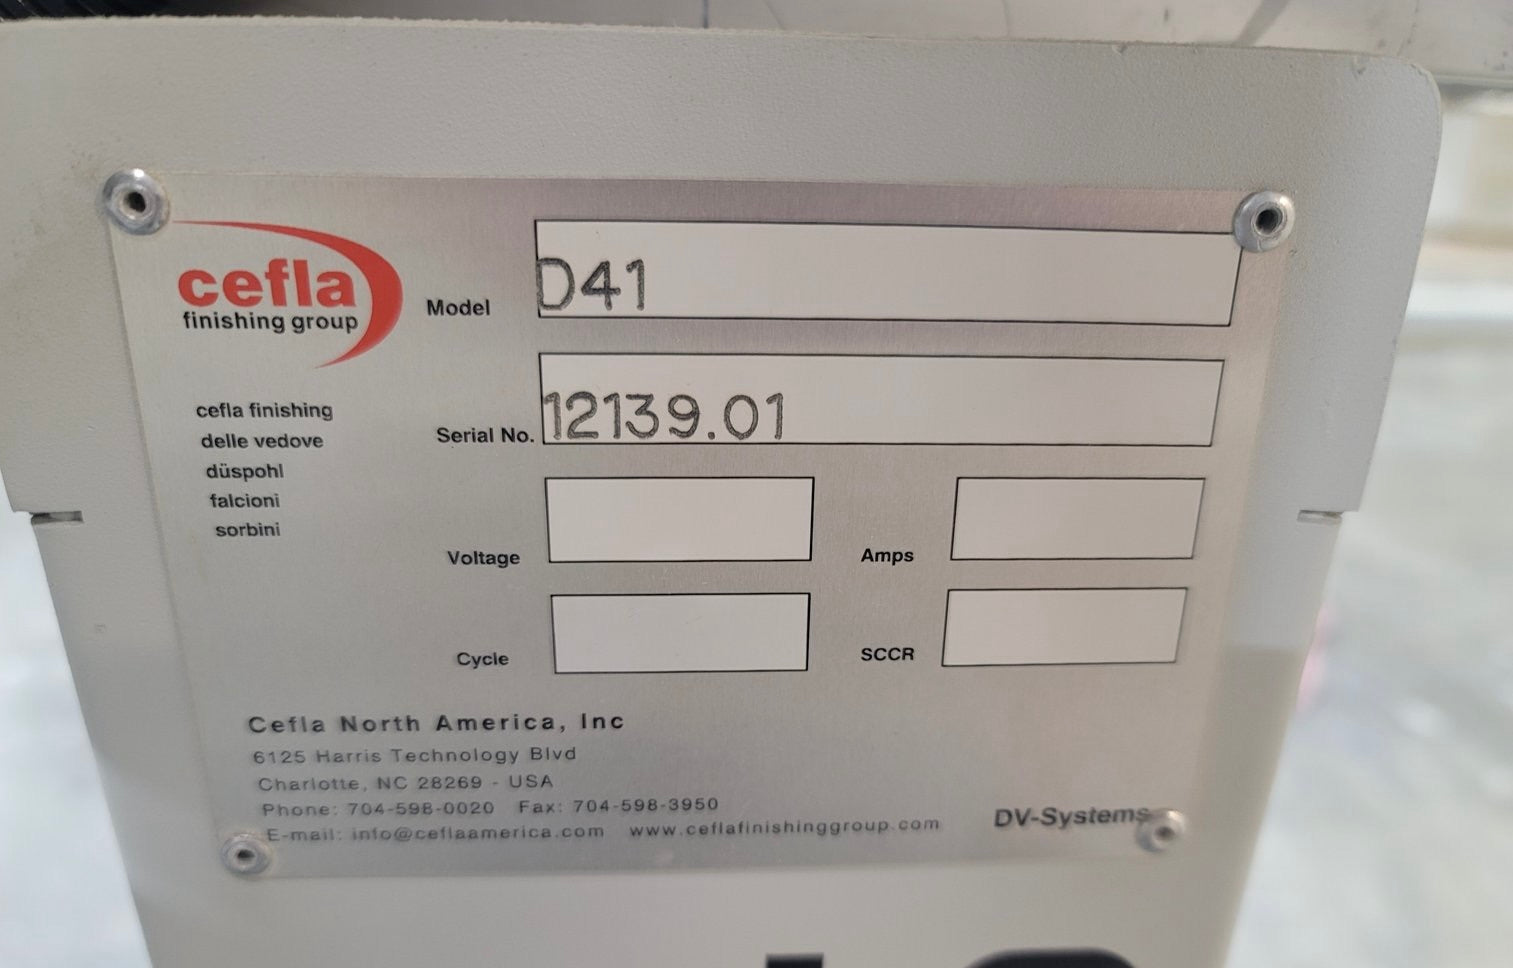 cefla
finishing group
Model D41
Serial No. 12139.01
cefla finishing
delle vedove
düspohl
falcioni
sorbini
Voltage
Amps
Cycle
SCCR
Cefla North America, Inc
6125 Harris Technology Blvd
Charlotte, NC 28269 - USA
Phone: 704-598-0020 Fax: 704-598-3950
E-mail: info@ceflaamerica.com www.ceflafinishinggroup.com
DV-Systems